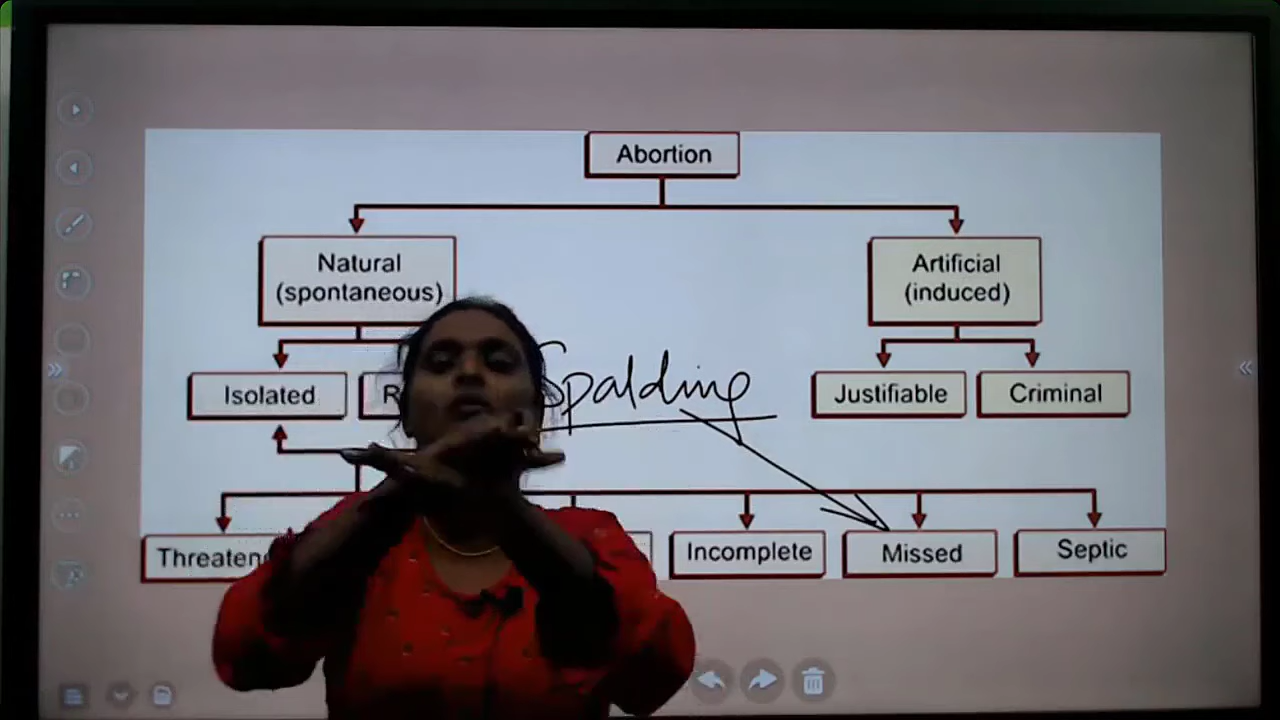 Abortion
Natural
(spontaneous)
Artificial
(induced)
Isolated
Spalding
Justifiable
Criminal
Incomplete
Missed
Septic